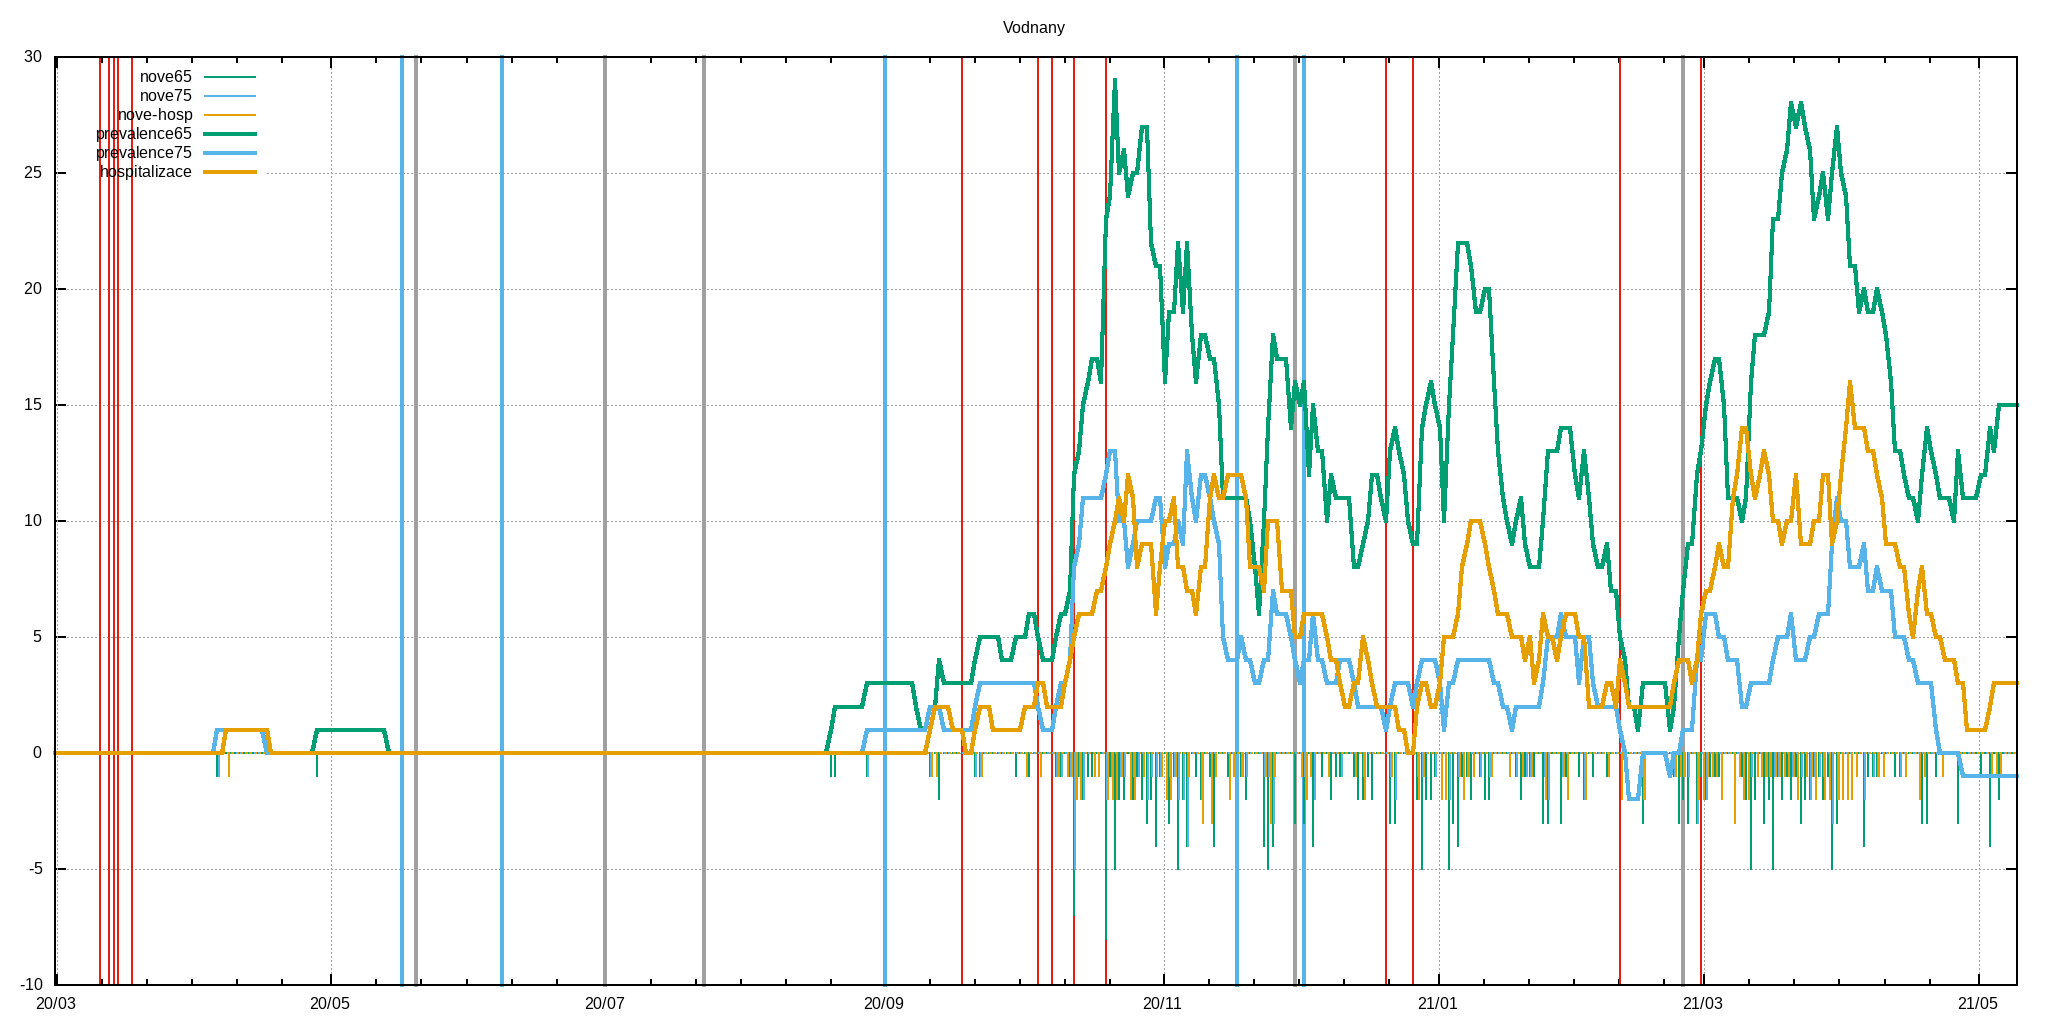 Vodnany
30
25
20
15
10
5
0
-5
-10
nove65
nove75
nove-hosp
prevalence65
prevalence75
hospitalizace
20/03 20/05 20/07 20/09 20/11 21/01 21/03 21/05